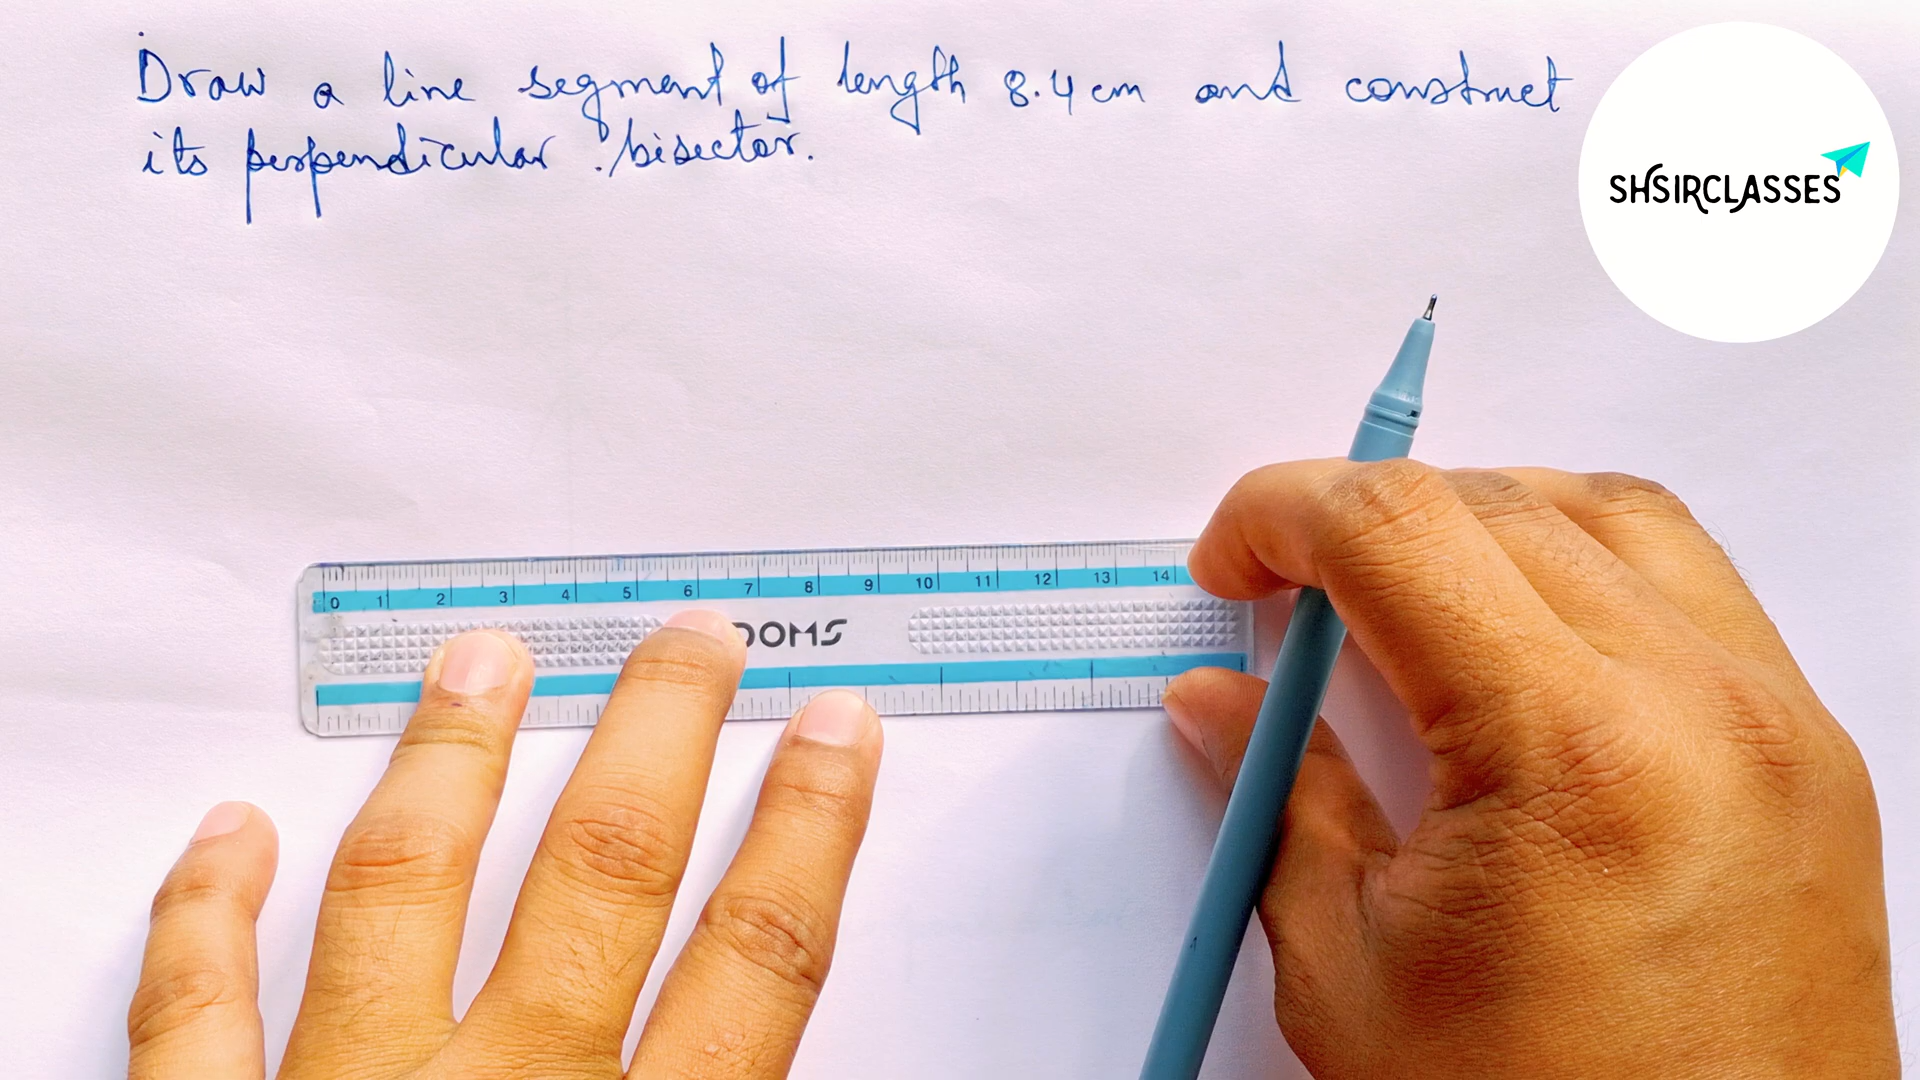 Draw a line segment of length 8.4 cm and construct
its perpendicular bisector.
SHSIRCLASSES
0 1 2 3 4 5 6 7 8 9 10 11 12 13 14
DOMS